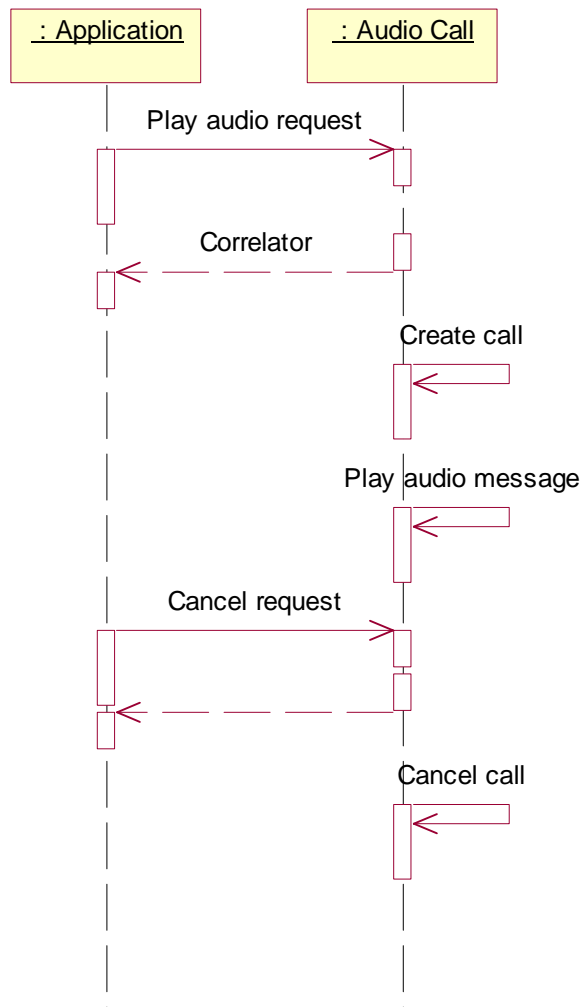 : Application
: Audio Call
Play audio request
Correlator
Create call
Play audio message
Cancel request
Cancel call